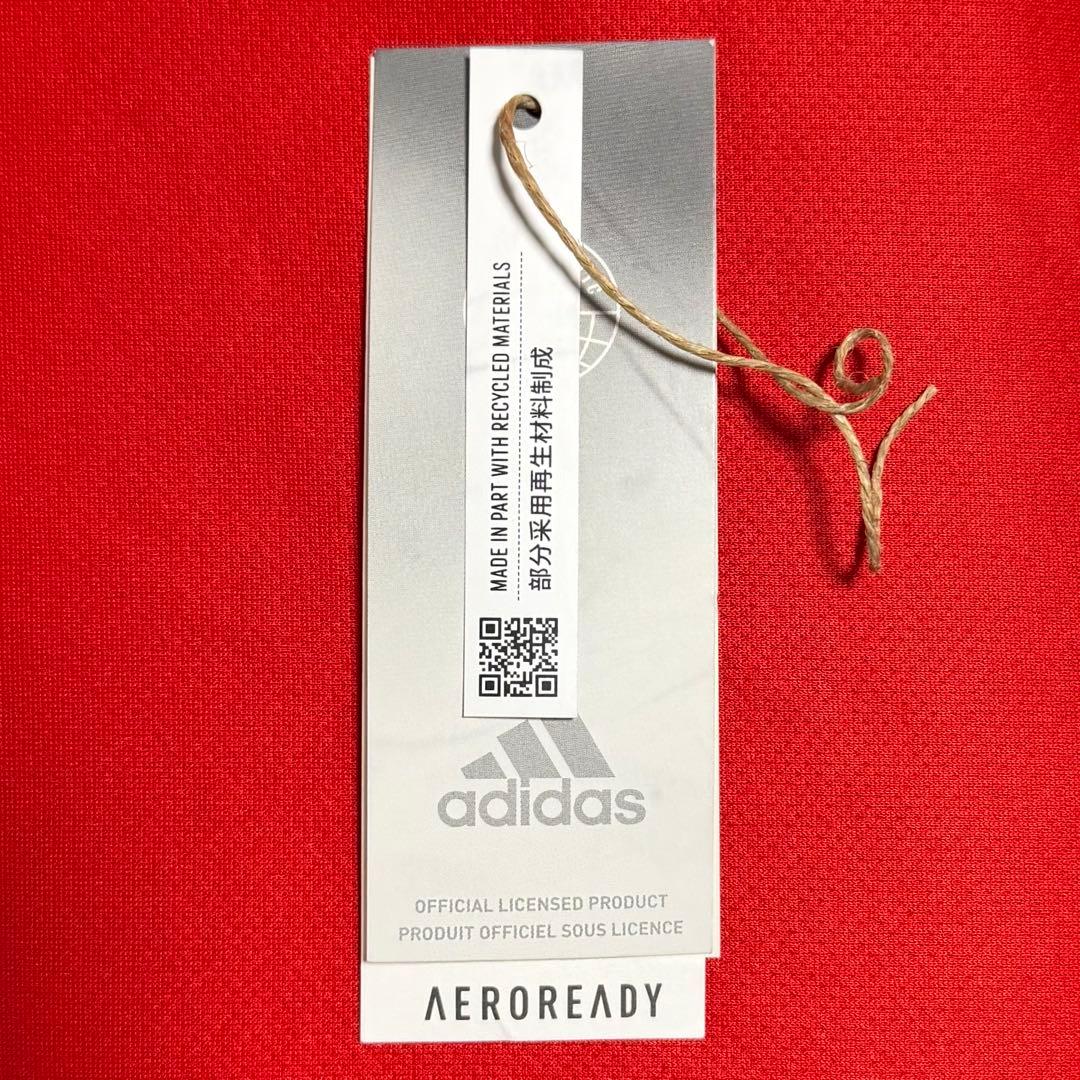 MADE IN PART WITH RECYCLED MATERIALS
部分采用再生材料制成
adidas
OFFICIAL LICENSED PRODUCT
PRODUIT OFFICIEL SOUS LICENCE
AEROREADY